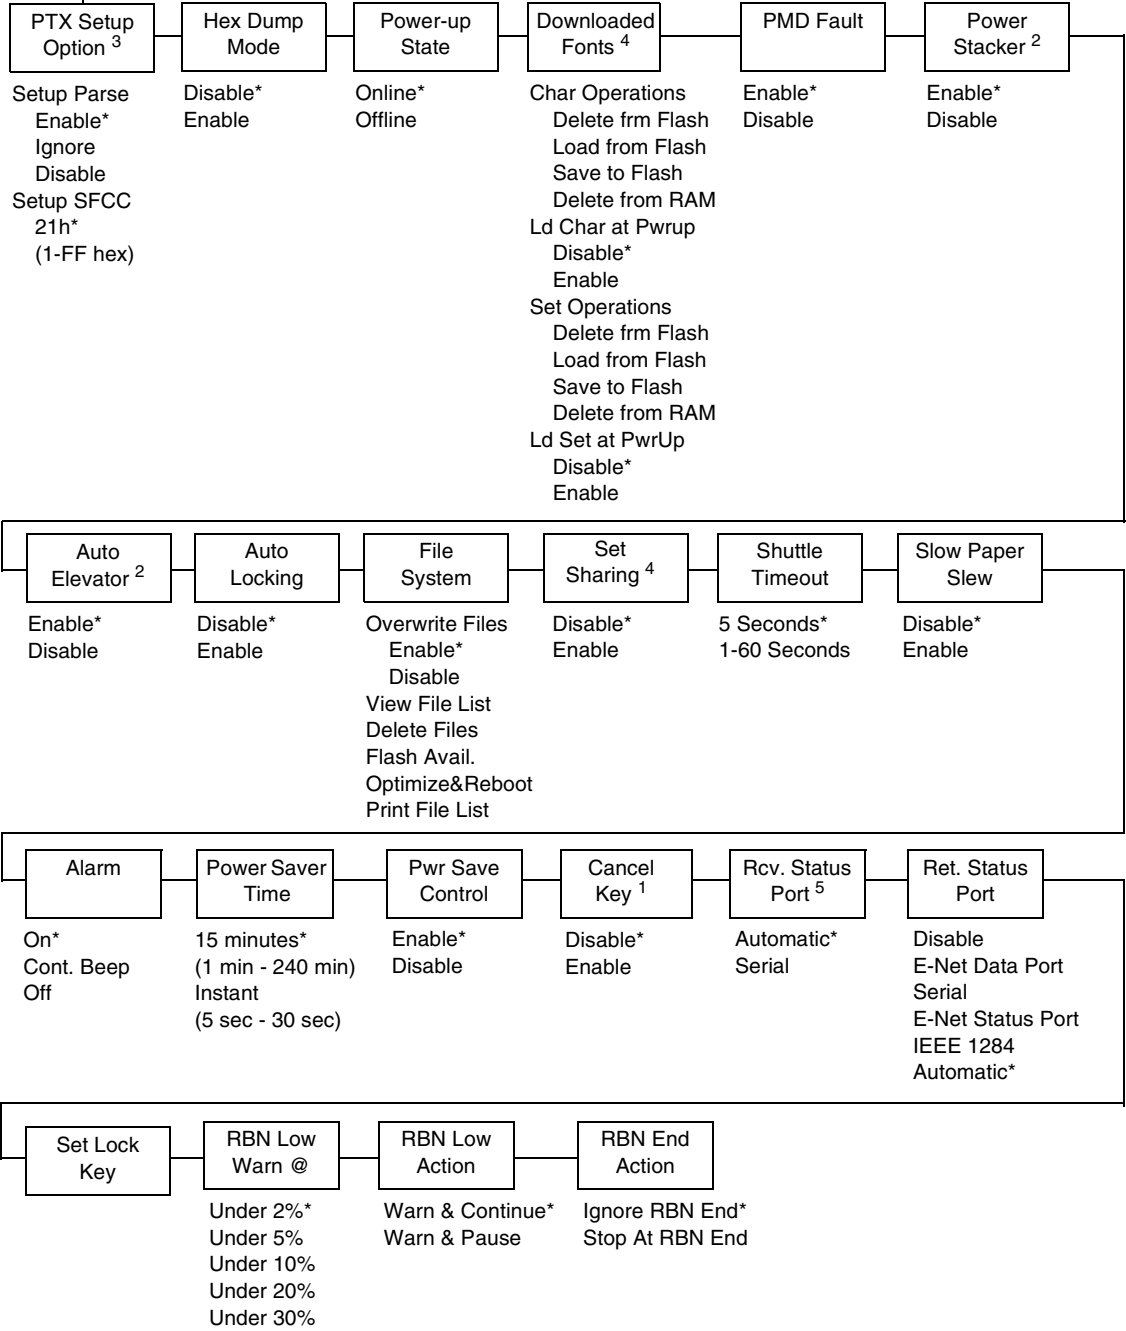 PTX Setup
Option 3
Setup Parse
Enable*
Ignore
Disable
Setup SFCC
21h*
(1-FF hex)
Hex Dump
Mode
Disable*
Enable
Power-up
State
Online*
Offline
Downloaded
Fonts 4
Char Operations
Delete frm Flash
Load from Flash
Save to Flash
Delete from RAM
Ld Char at Pwrup
Disable*
Enable
Set Operations
Delete frm Flash
Load from Flash
Save to Flash
Delete from RAM
Ld Set at PwrUp
Disable*
Enable
PMD Fault
Enable*
Disable
Power
Stacker 2
Enable*
Disable
Auto
Elevator 2
Enable*
Disable
Auto
Locking
Disable*
Enable
File
System
Overwrite Files
Enable*
Disable
View File List
Delete Files
Flash Avail.
Optimize&Reboot
Print File List
Set
Sharing 4
Disable*
Enable
Shuttle
Timeout
5 Seconds*
1-60 Seconds
Slow Paper
Slew
Disable*
Enable
Alarm
On*
Cont. Beep
Off
Power Saver
Time
15 minutes*
(1 min - 240 min)
Instant
(5 sec - 30 sec)
Pwr Save
Control
Enable*
Disable
Cancel
Key 1
Disable*
Enable
Rcv. Status
Port 5
Automatic*
Serial
Ret. Status
Port
Disable
E-Net Data Port
Serial
E-Net Status Port
IEEE 1284
Automatic*
Set Lock
Key
RBN Low
Warn @
Under 2%*
Under 5%
Under 10%
Under 20%
Under 30%
RBN Low
Action
Warn & Continue*
Warn & Pause
RBN End
Action
Ignore RBN End*
Stop At RBN End